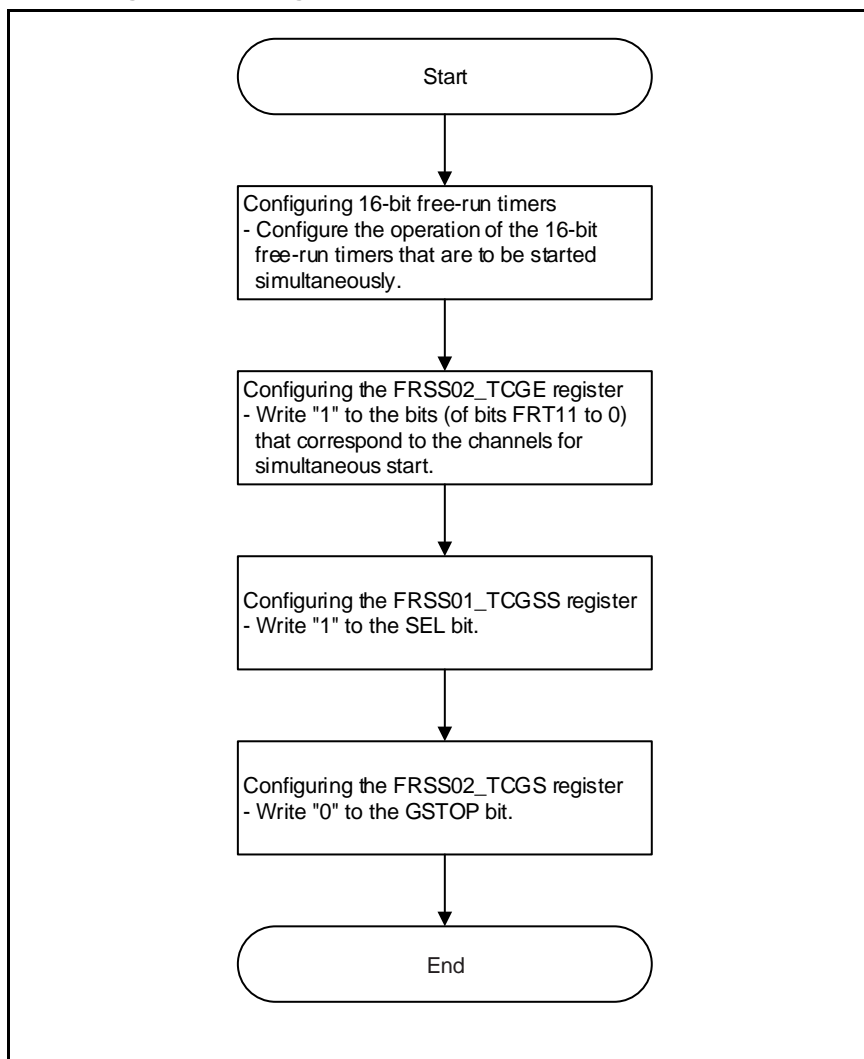 Start
Configuring 16-bit free-run timers
- Configure the operation of the 16-bit
free-run timers that are to be started
simultaneously.
Configuring the FRSS02_TCGE register
- Write "1" to the bits (of bits FRT11 to 0)
that correspond to the channels for
simultaneous start.
Configuring the FRSS01_TCGSS register
- Write "1" to the SEL bit.
Configuring the FRSS02_TCGS register
- Write "0" to the GSTOP bit.
End